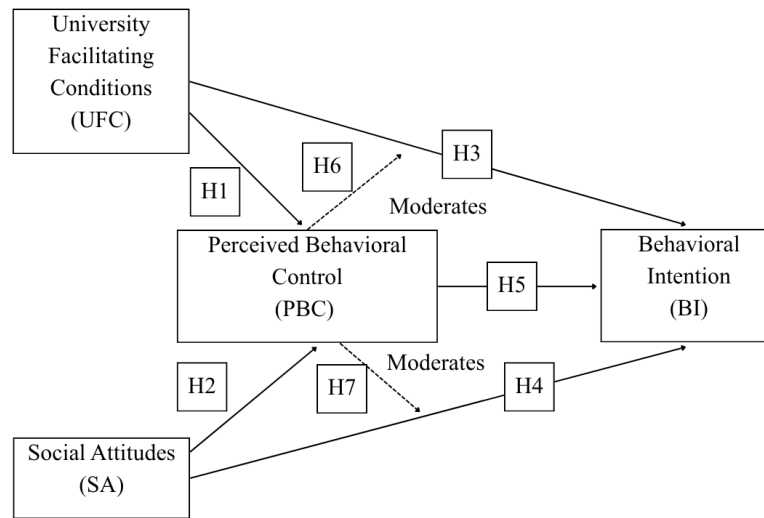 University
Facilitating
Conditions
(UFC)
H3
H6
H1
Moderates
Perceived Behavioral
Control
(PBC)
Behavioral
Intention
(BI)
H5
Moderates
H2
H7
H4
Social Attitudes
(SA)